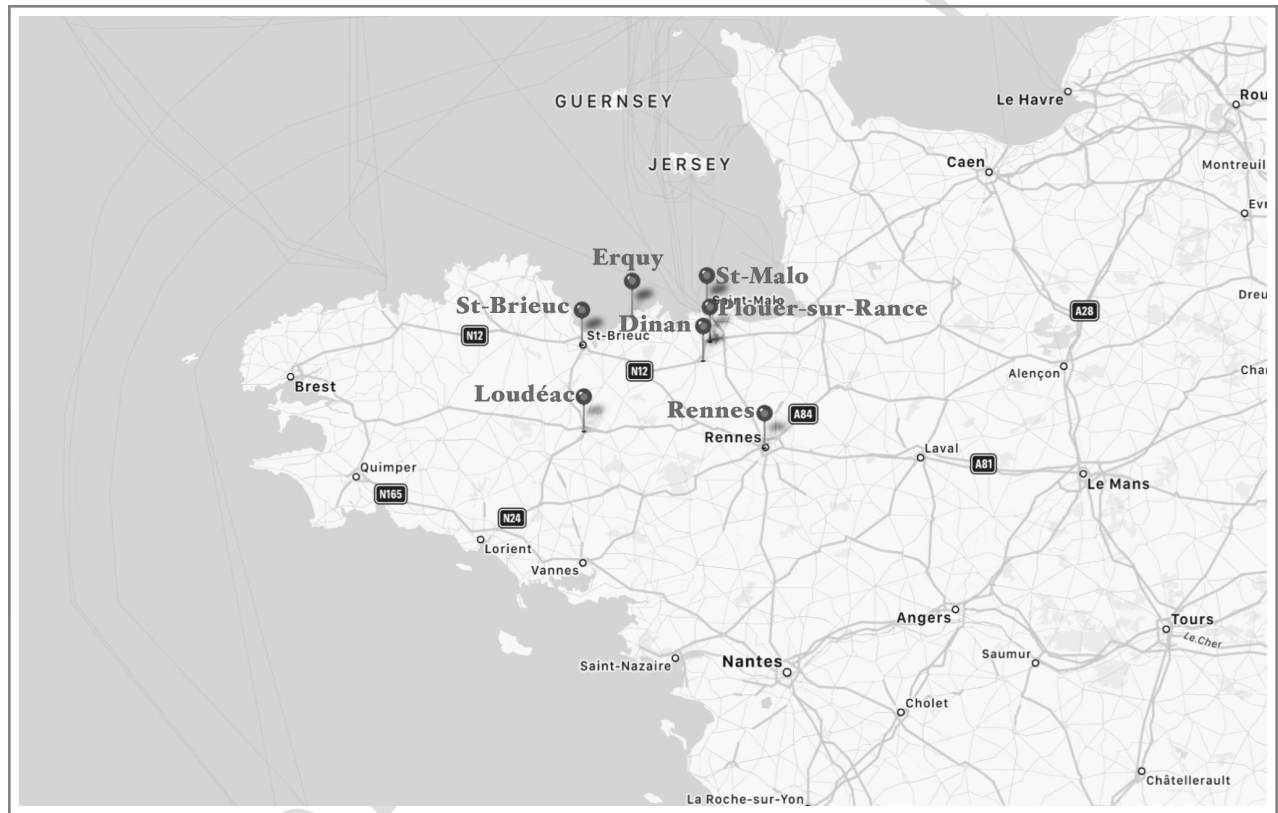 GUERNSEY
Le Havre
Rou
JERSEY
Caen
Montreuil
Evr
Erquy
St-Malo
Saint-Malo
St-Brieuc
Plouer-sur-Rance
Dreu
Dinan
St-Brieuc
N12
A28
N12
Brest
Alençon
Char
Loudéac
Rennes
A84
Rennes
Laval
A81
Quimper
Le Mans
N165
N24
Lorient
Vannes
Angers
Tours
Le Cher
Saint-Nazaire
Nantes
Saumur
Cholet
Châtellerault
La Roche-sur-Yon